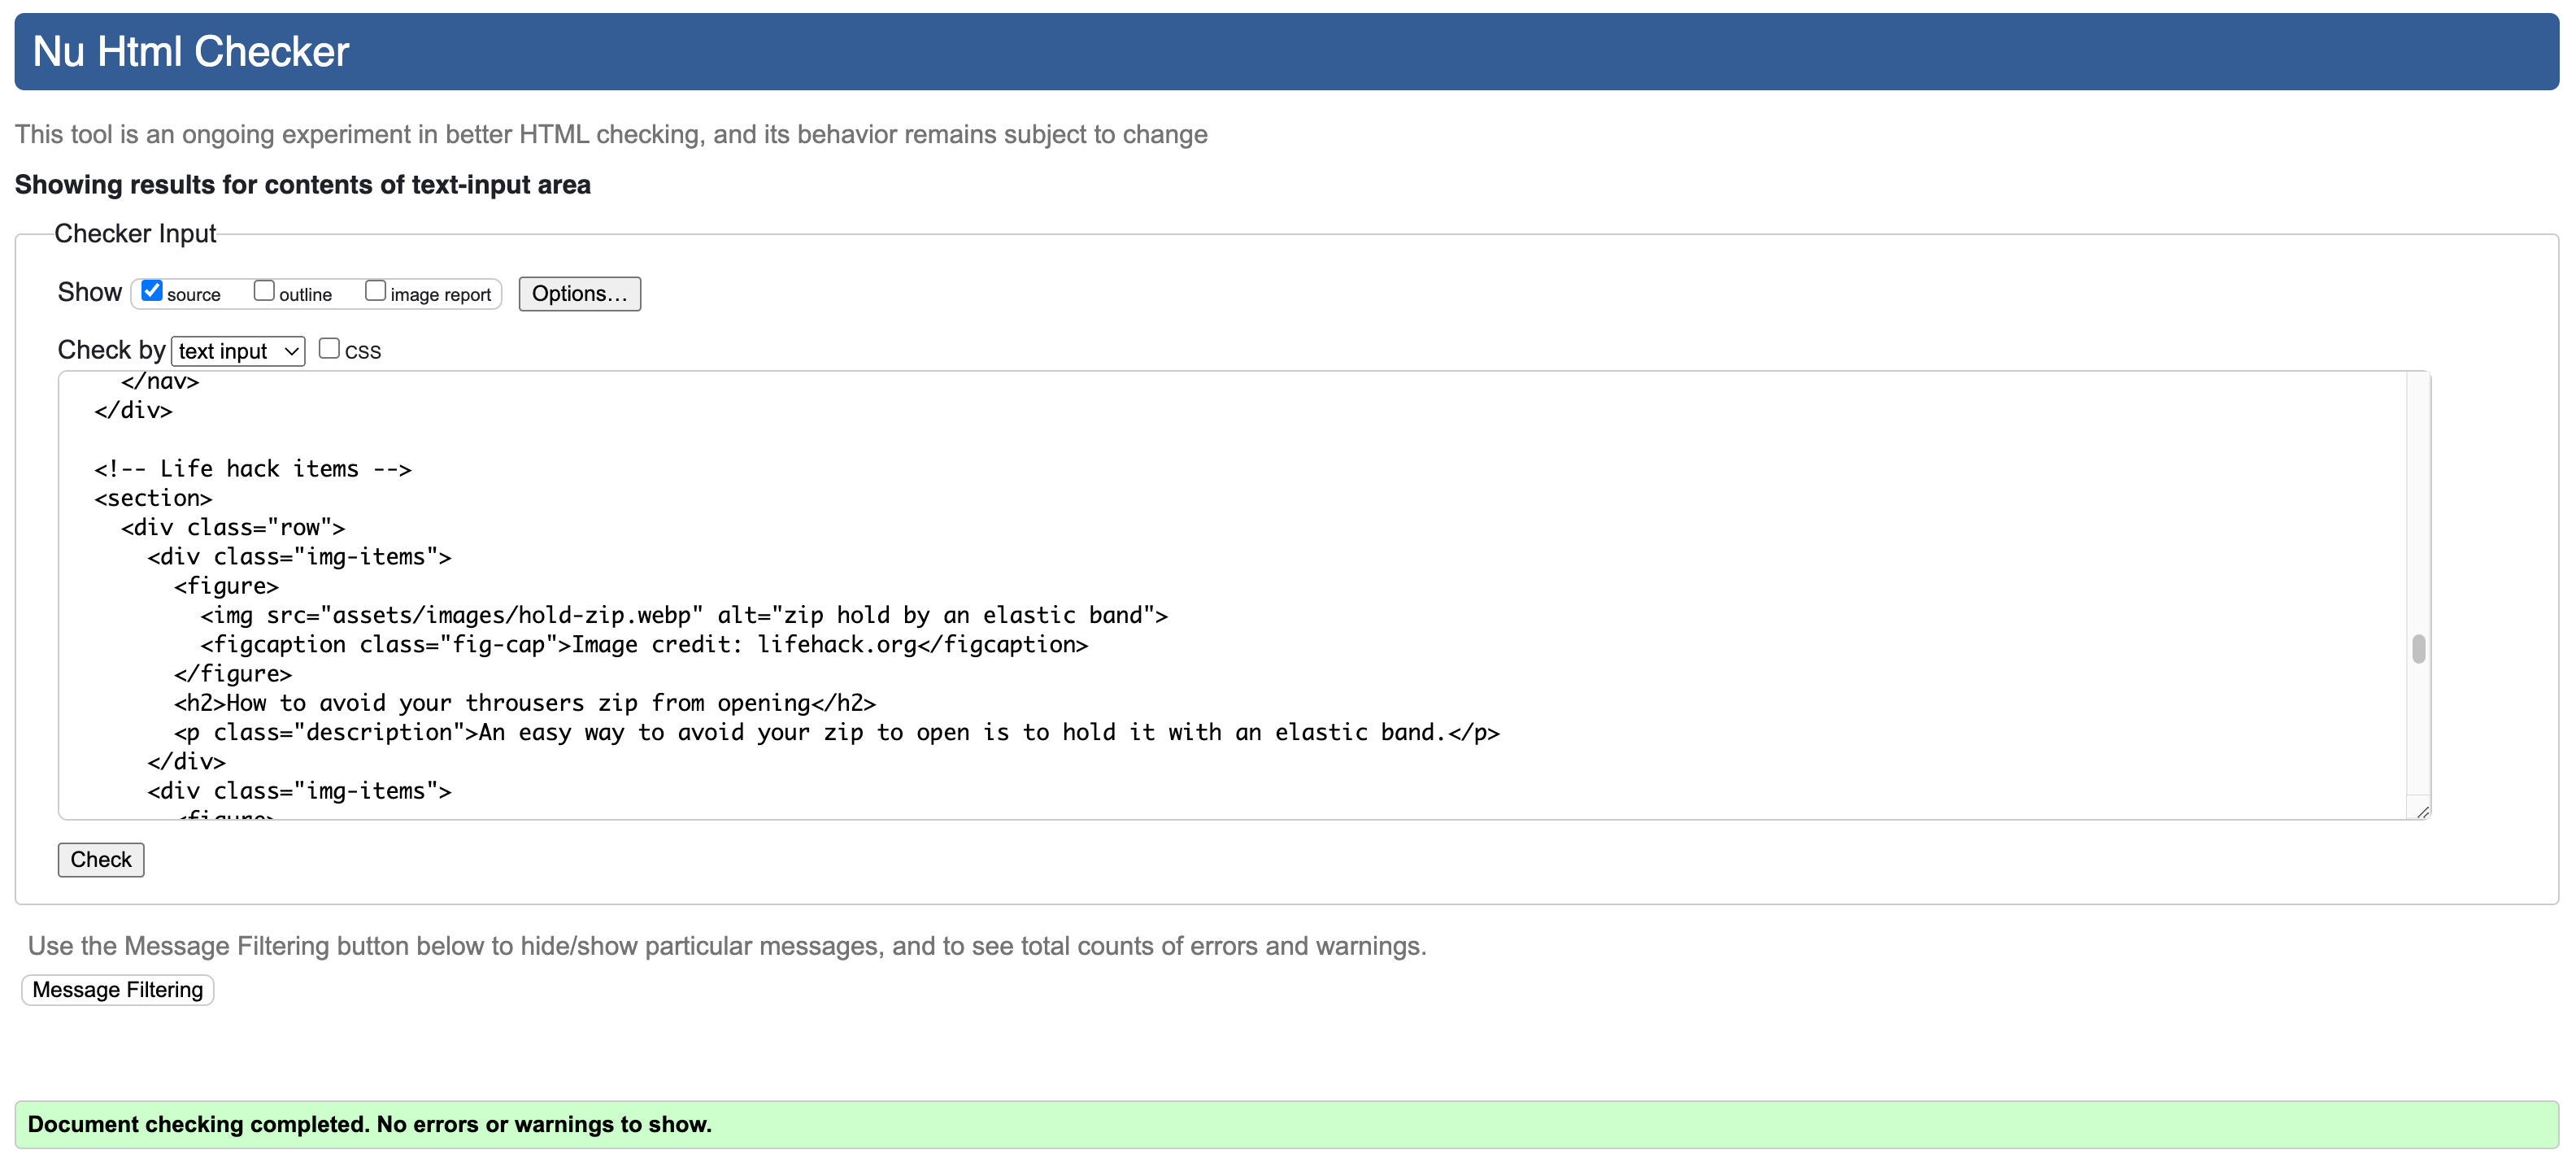 Nu Html Checker
This tool is an ongoing experiment in better HTML checking, and its behavior remains subject to change
Showing results for contents of text-input area
Checker Input
Show source outline image report Options...
Check by text input CSS
</nav>
</div>
<!-- Life hack items -->
<section>
<div class="row">
<div class="img-items">
<figure>
<img src="assets/images/hold-zip.webp" alt="zip hold by an elastic band">
<figcaption class="fig-cap">Image credit: lifehack.org</figcaption>
</figure>
<h2>How to avoid your throusers zip from opening</h2>
<p class="description">An easy way to avoid your zip to open is to hold it with an elastic band.</p>
</div>
<div class="img-items">
<figure>
Check
Use the Message Filtering button below to hide/show particular messages, and to see total counts of errors and warnings.
Message Filtering
Document checking completed. No errors or warnings to show.